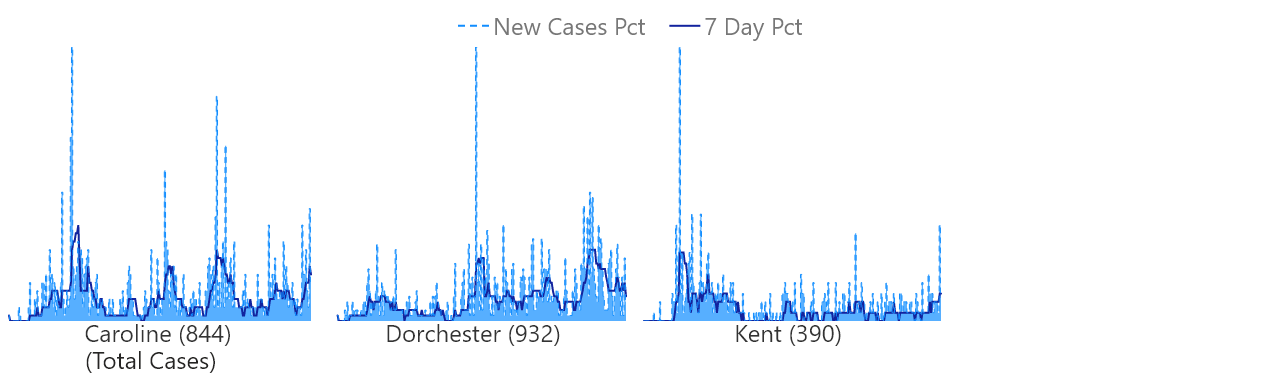 New Cases Pct 7 Day Pct
Caroline (844) Dorchester (932) Kent (390)
(Total Cases)